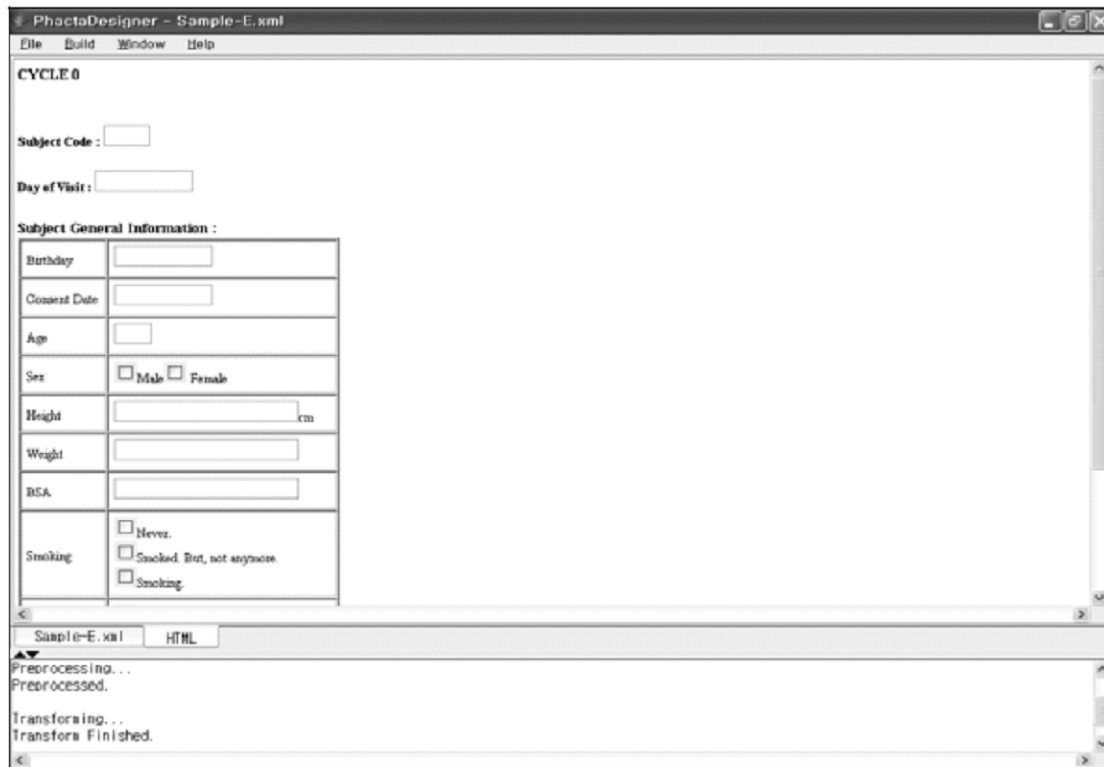 PhactaDesigner - Sample-E.xml
File Build Window Help
CYCLE 0
Subject Code :
Day of Visit :
Subject General Information :
Birthday
Consent Date
Age
Sex Male Female
Height cm
Weight
BSA
Never.
Smoking Smoked. But, not anymore.
Smoking.
Sample-E.xml HTML
Preprocessing...
Preprocessed.
Transforming...
Transform Finished.